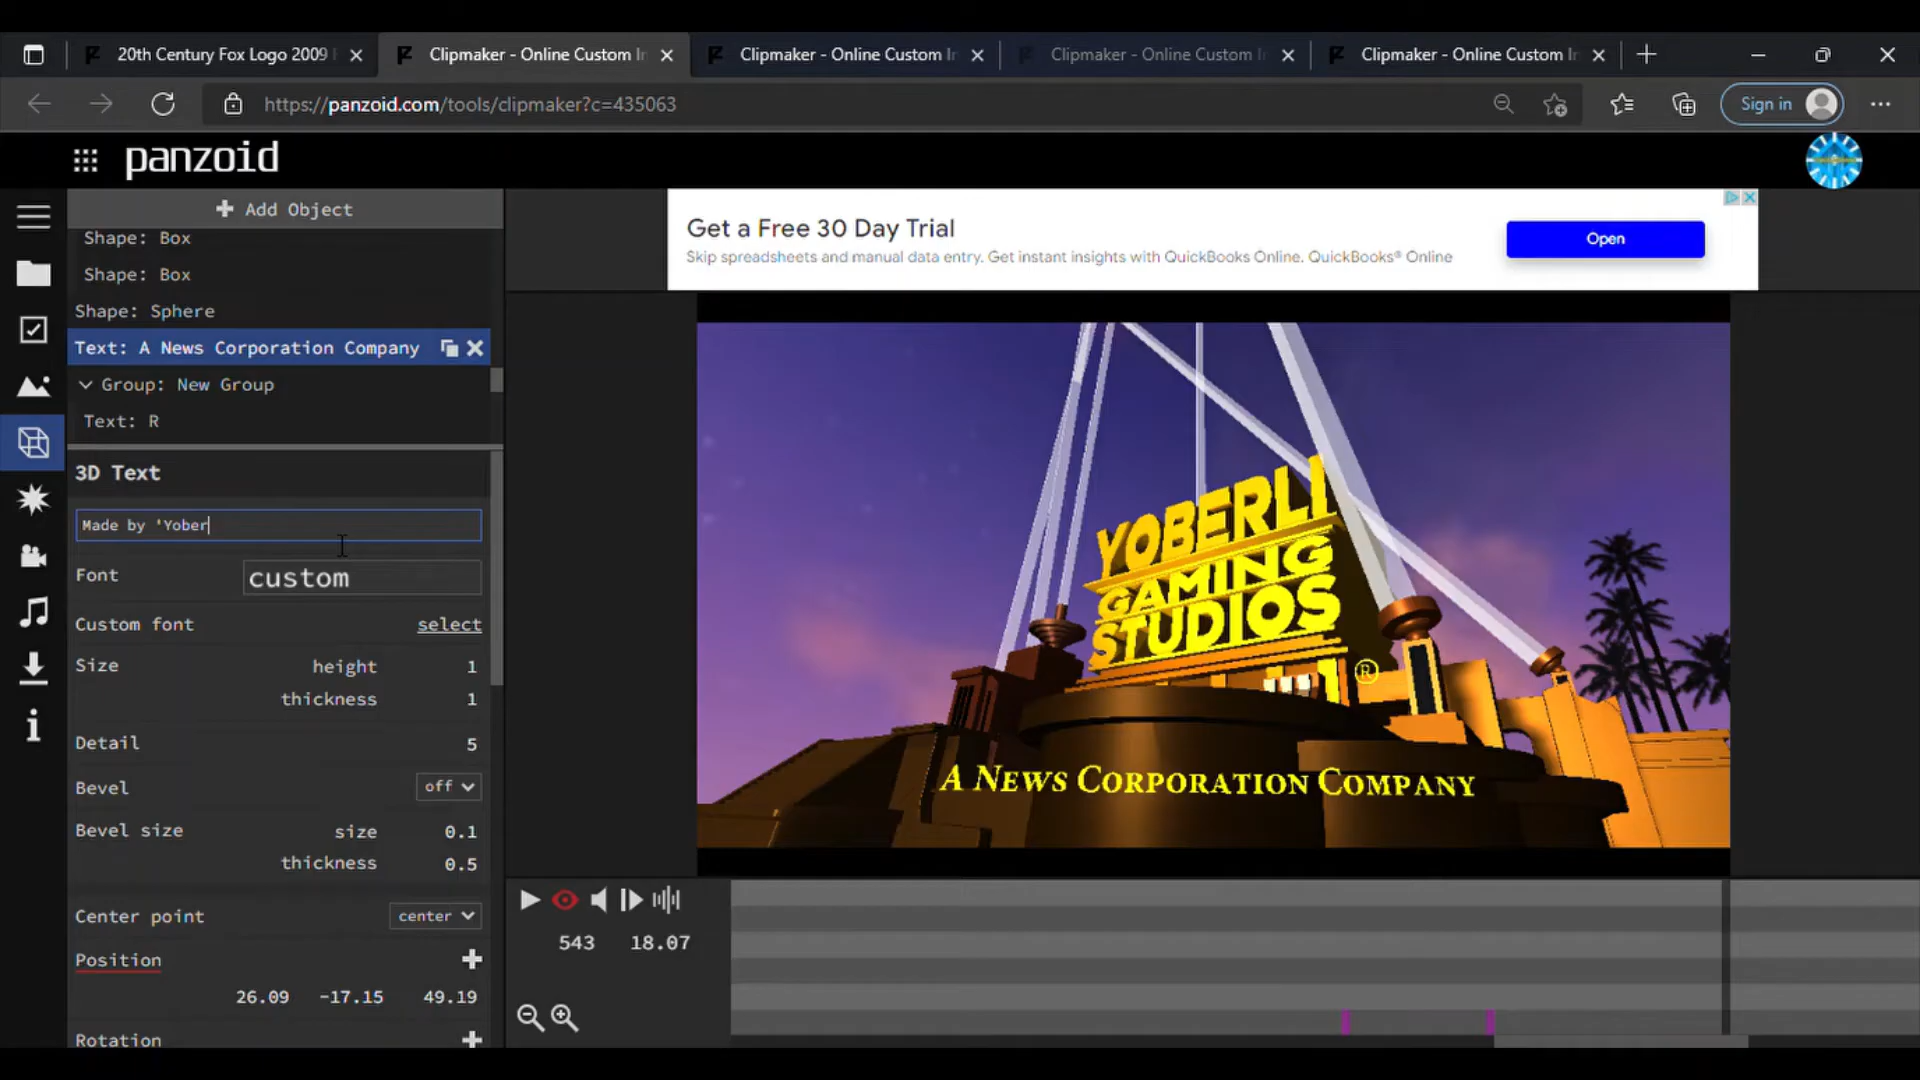 20th Century Fox Logo 2009
Clipmaker - Online Custom In
Clipmaker - Online Custom In
Clipmaker - Online Custom In
Clipmaker - Online Custom In
https://panzoid.com/tools/clipmaker?c=435063
Sign in
panzoid
Add Object
Shape: Box
Shape: Box
Shape: Sphere
Text: A News Corporation Company
Group: New Group
Text: R
3D Text
Made by 'Yober
Font custom
Custom font select
Size height 1
thickness 1
Detail 5
Bevel off
Bevel size size 0.1
thickness 0.5
Center point center
Position
26.09 -17.15 49.19
Rotation
Get a Free 30 Day Trial
Skip spreadsheets and manual data entry. Get instant insights with QuickBooks Online. QuickBooks® Online
Open
YOBERLI
GAMING
STUDIOS
®
A NEWS CORPORATION COMPANY
543 18.07